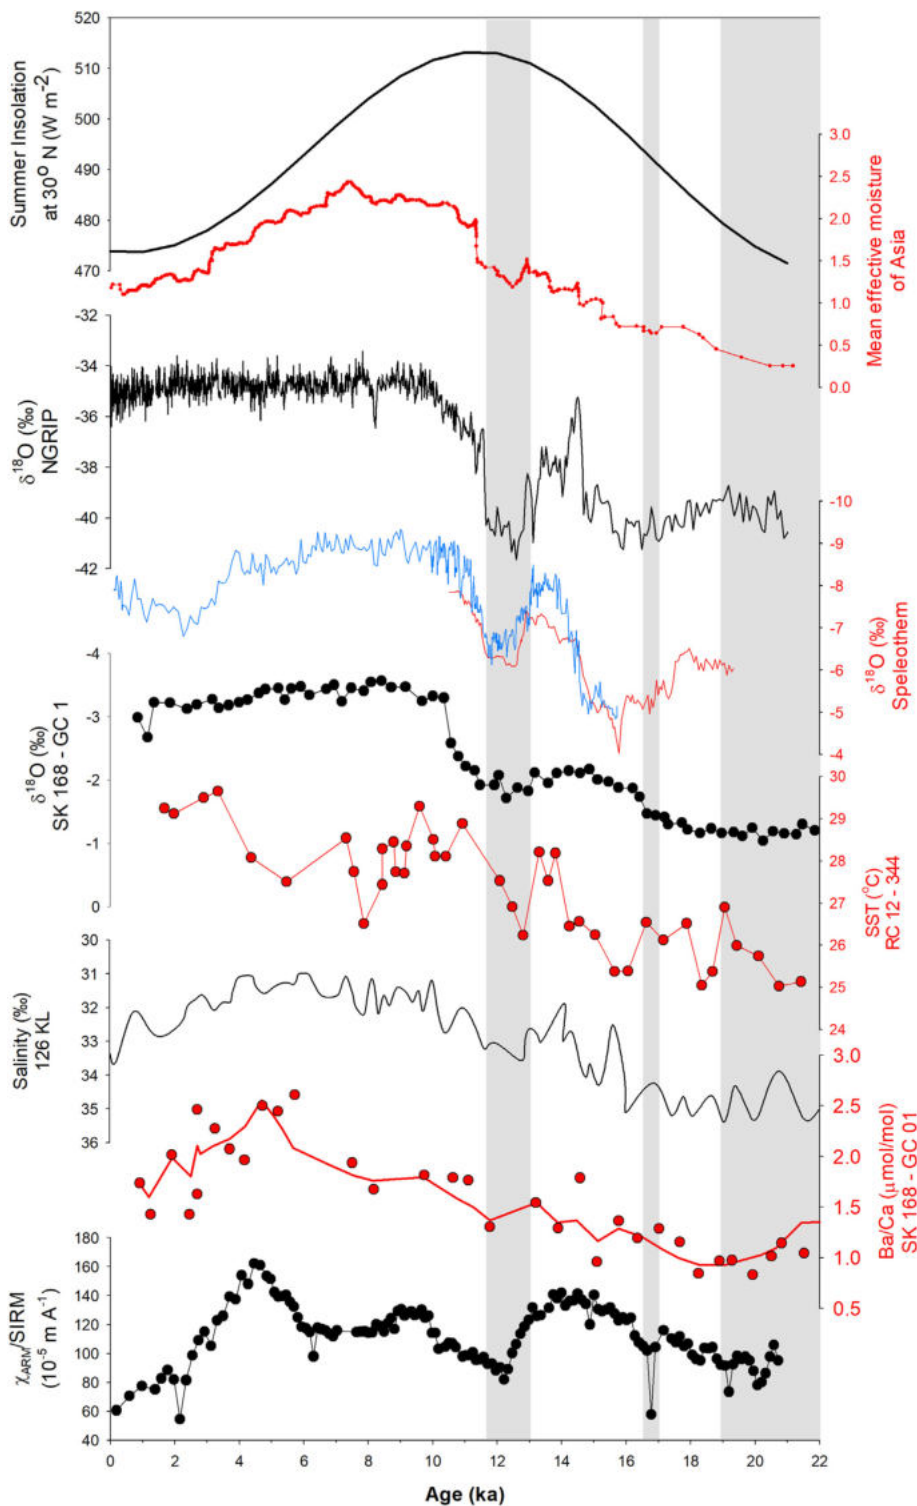 520
510
500
490
480
470
Summer Insolation
at 30° N (W m⁻²)
3.0
2.5
2.0
1.5
1.0
0.5
0.0
Mean effective moisture
of Asia
-32
-34
-36
-38
-40
-42
δ¹⁸O (‰)
NGRIP
-10
-9
-8
-7
-6
-5
-4
δ¹⁸O (‰)
Speleothem
-4
-3
-2
-1
0
δ¹⁸O (‰)
SK 168 - GC 1
30
29
28
27
26
25
24
SST (°C)
RC 12 - 344
30
31
32
33
34
35
36
Salinity (‰)
126 KL
3.0
2.5
2.0
1.5
1.0
0.5
Ba/Ca (μmol/mol)
SK 168 - GC 01
180
160
140
120
100
80
60
40
χARM/SIRM
(10⁻⁵ m A⁻¹)
0 2 4 6 8 10 12 14 16 18 20 22
Age (ka)